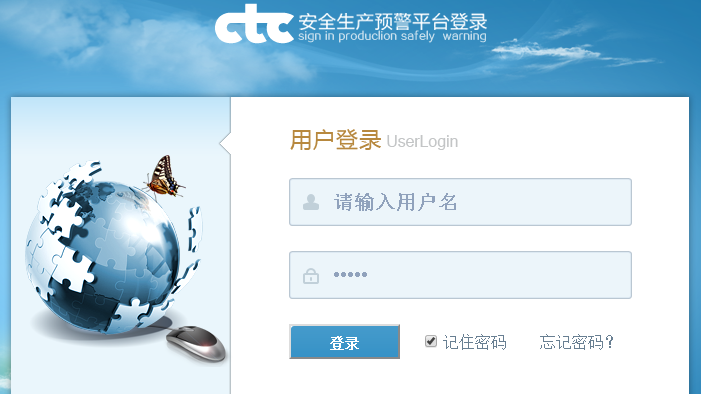 ctc 安全生产预警平台登录
sign in produclion safely warning
用户登录 UserLogin
请输入用户名
•••••
登录 记住密码 忘记密码?